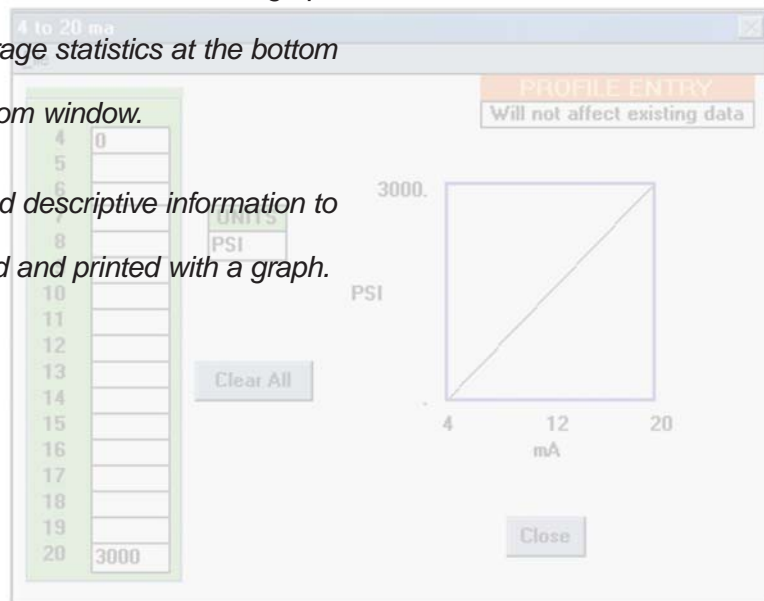 4 to 20 ma
rage statistics at the bottom
om window.
PROFILE ENTRY
Will not affect existing data
4 0
5
6
d descriptive information to
7
UNITS
8
PSI
d and printed with a graph.
10
11
12
13
14
15
16
17
18
19
20 3000
Clear All
3000.
PSI
.
4 12 20
mA
Close